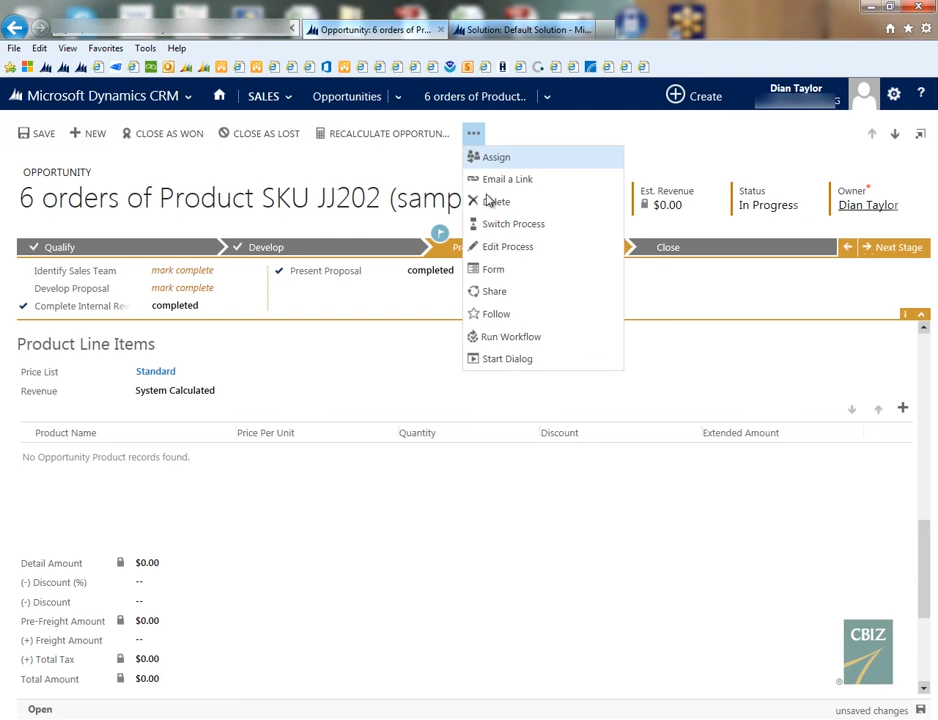 Opportunity: 6 orders of Pr...
Solution: Default Solution - Mi...
File Edit View Favorites Tools Help
Microsoft Dynamics CRM
SALES
Opportunities
6 orders of Product..
Create
Dian Taylor
G
?
SAVE
NEW
CLOSE AS WON
CLOSE AS LOST
RECALCULATE OPPORTUN...
...
Assign
Email a Link
Delete
Switch Process
Edit Process
Form
Share
Follow
Run Workflow
Start Dialog
OPPORTUNITY
6 orders of Product SKU JJ202 (samp
Est. Revenue
$0.00
Status
In Progress
Owner*
Dian Taylor
Qualify
Develop
Pr
Close
Next Stage
Identify Sales Team mark complete
Develop Proposal mark complete
Complete Internal Rev completed
Present Proposal completed
Product Line Items
Price List Standard
Revenue System Calculated
Product Name Price Per Unit Quantity Discount Extended Amount
No Opportunity Product records found.
Detail Amount $0.00
(-) Discount (%) --
(-) Discount --
Pre-Freight Amount $0.00
(+) Freight Amount --
(+) Total Tax $0.00
Total Amount $0.00
CBIZ
®
Open
unsaved changes